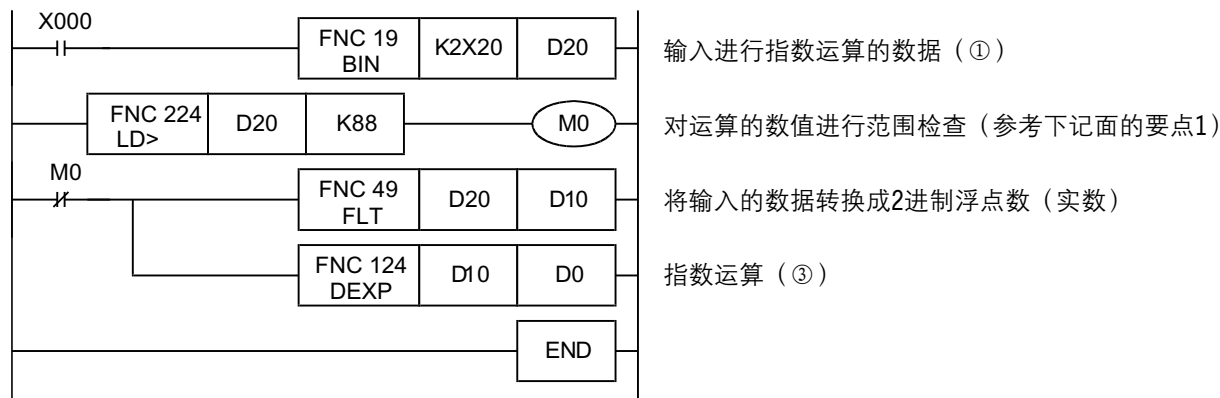 X000
FNC 19 K2X20 D20 输入进行指数运算的数据（①）
BIN
FNC 224 D20 K88 M0 对运算的数值进行范围检查（参考下记面的要点1）
LD>
M0
FNC 49 D20 D10 将输入的数据转换成2进制浮点数（实数）
FLT
FNC 124 D10 D0 指数运算（③）
DEXP
END